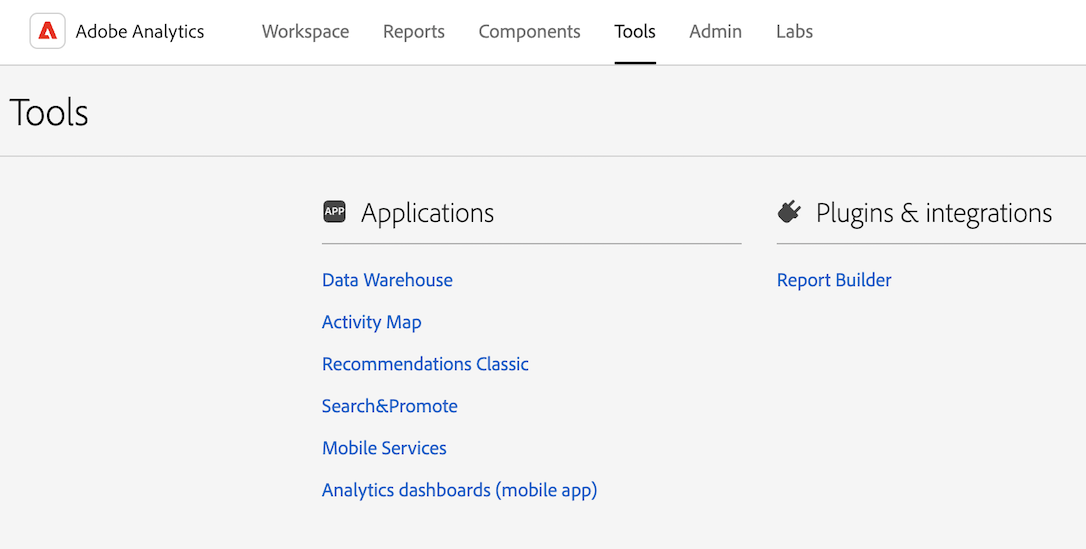 Adobe Analytics Workspace Reports Components Tools Admin Labs
Tools
APP Applications
Data Warehouse
Activity Map
Recommendations Classic
Search&Promote
Mobile Services
Analytics dashboards (mobile app)
Plugins & integrations
Report Builder